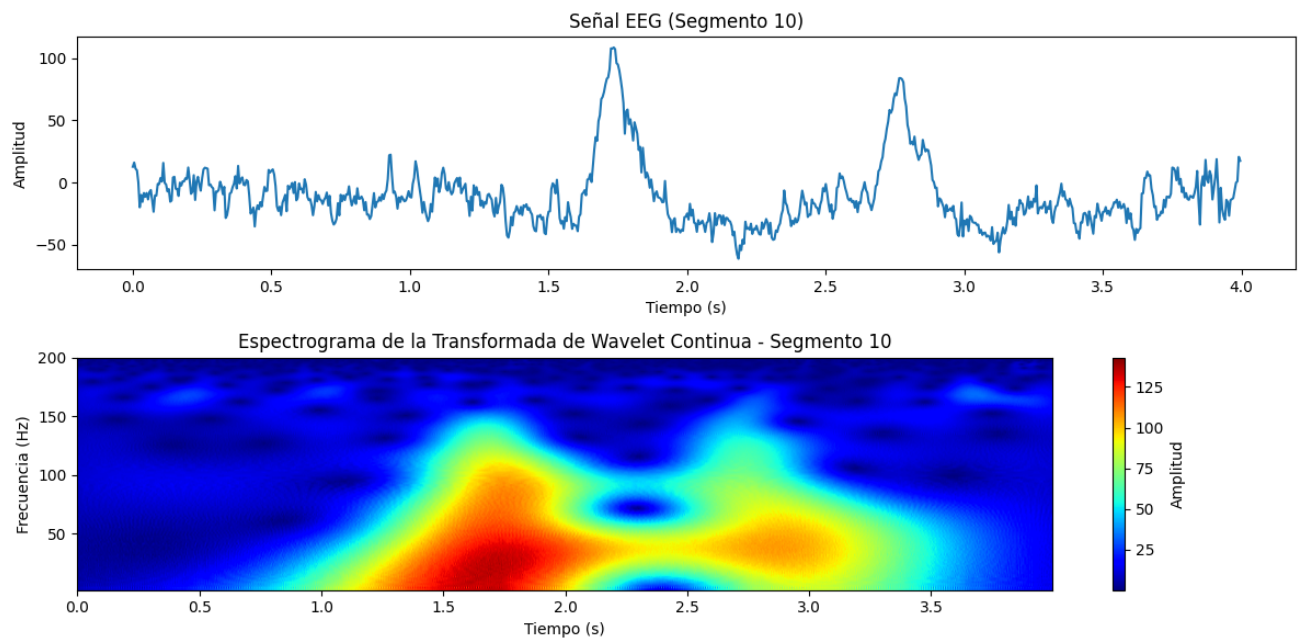 Señal EEG (Segmento 10)
100
50
0
−50
Amplitud
0.0 0.5 1.0 1.5 2.0 2.5 3.0 3.5 4.0
Tiempo (s)
Espectrograma de la Transformada de Wavelet Continua - Segmento 10
200
150
100
50
Frecuencia (Hz)
0.0 0.5 1.0 1.5 2.0 2.5 3.0 3.5
Tiempo (s)
125
100
75
50
25
Amplitud